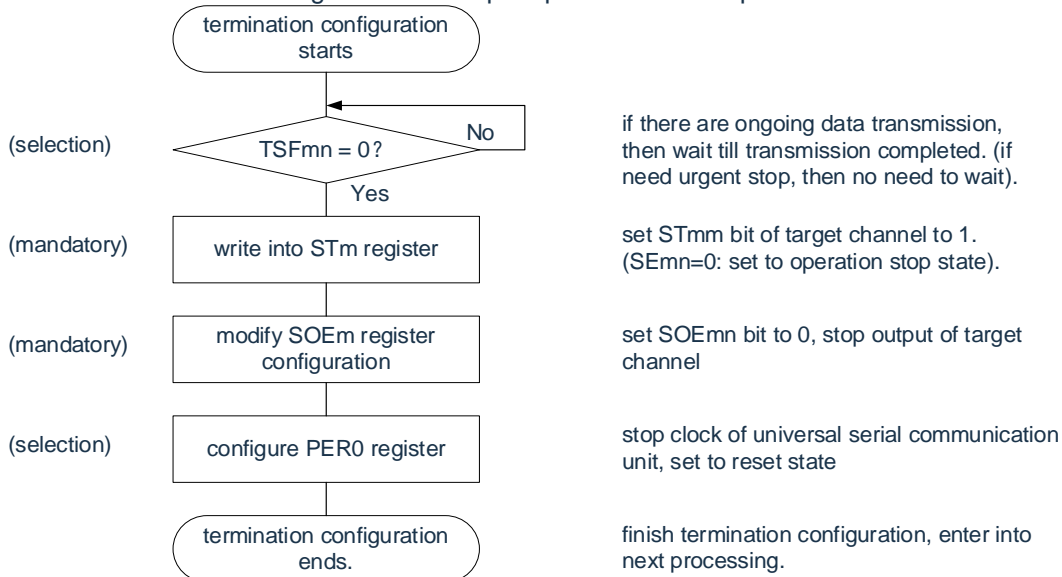 termination configuration
starts
(selection)
TSFmn = 0?
No
Yes
if there are ongoing data transmission,
then wait till transmission completed. (if
need urgent stop, then no need to wait).
(mandatory)
write into STm register
set STmm bit of target channel to 1.
(SEmn=0: set to operation stop state).
(mandatory)
modify SOEm register
configuration
set SOEmn bit to 0, stop output of target
channel
(selection)
configure PER0 register
stop clock of universal serial communication
unit, set to reset state
termination configuration
ends.
finish termination configuration, enter into
next processing.